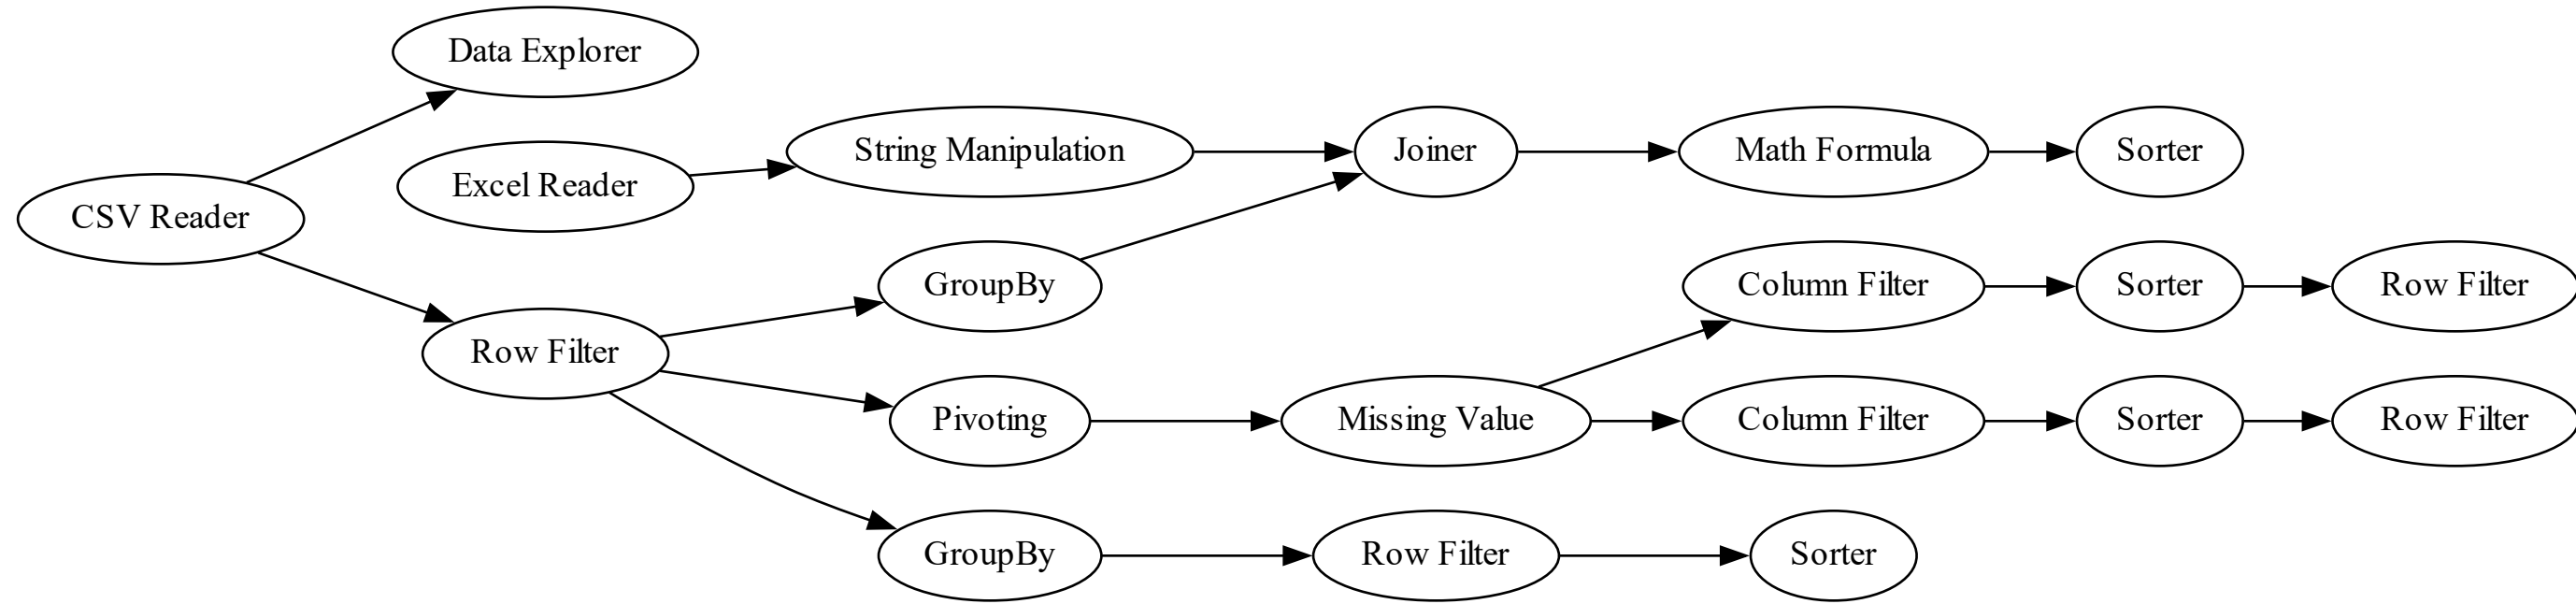 Data Explorer
String Manipulation
Joiner
Math Formula
Sorter
Excel Reader
CSV Reader
GroupBy
Column Filter
Sorter
Row Filter
Row Filter
Pivoting
Missing Value
Column Filter
Sorter
Row Filter
GroupBy
Row Filter
Sorter